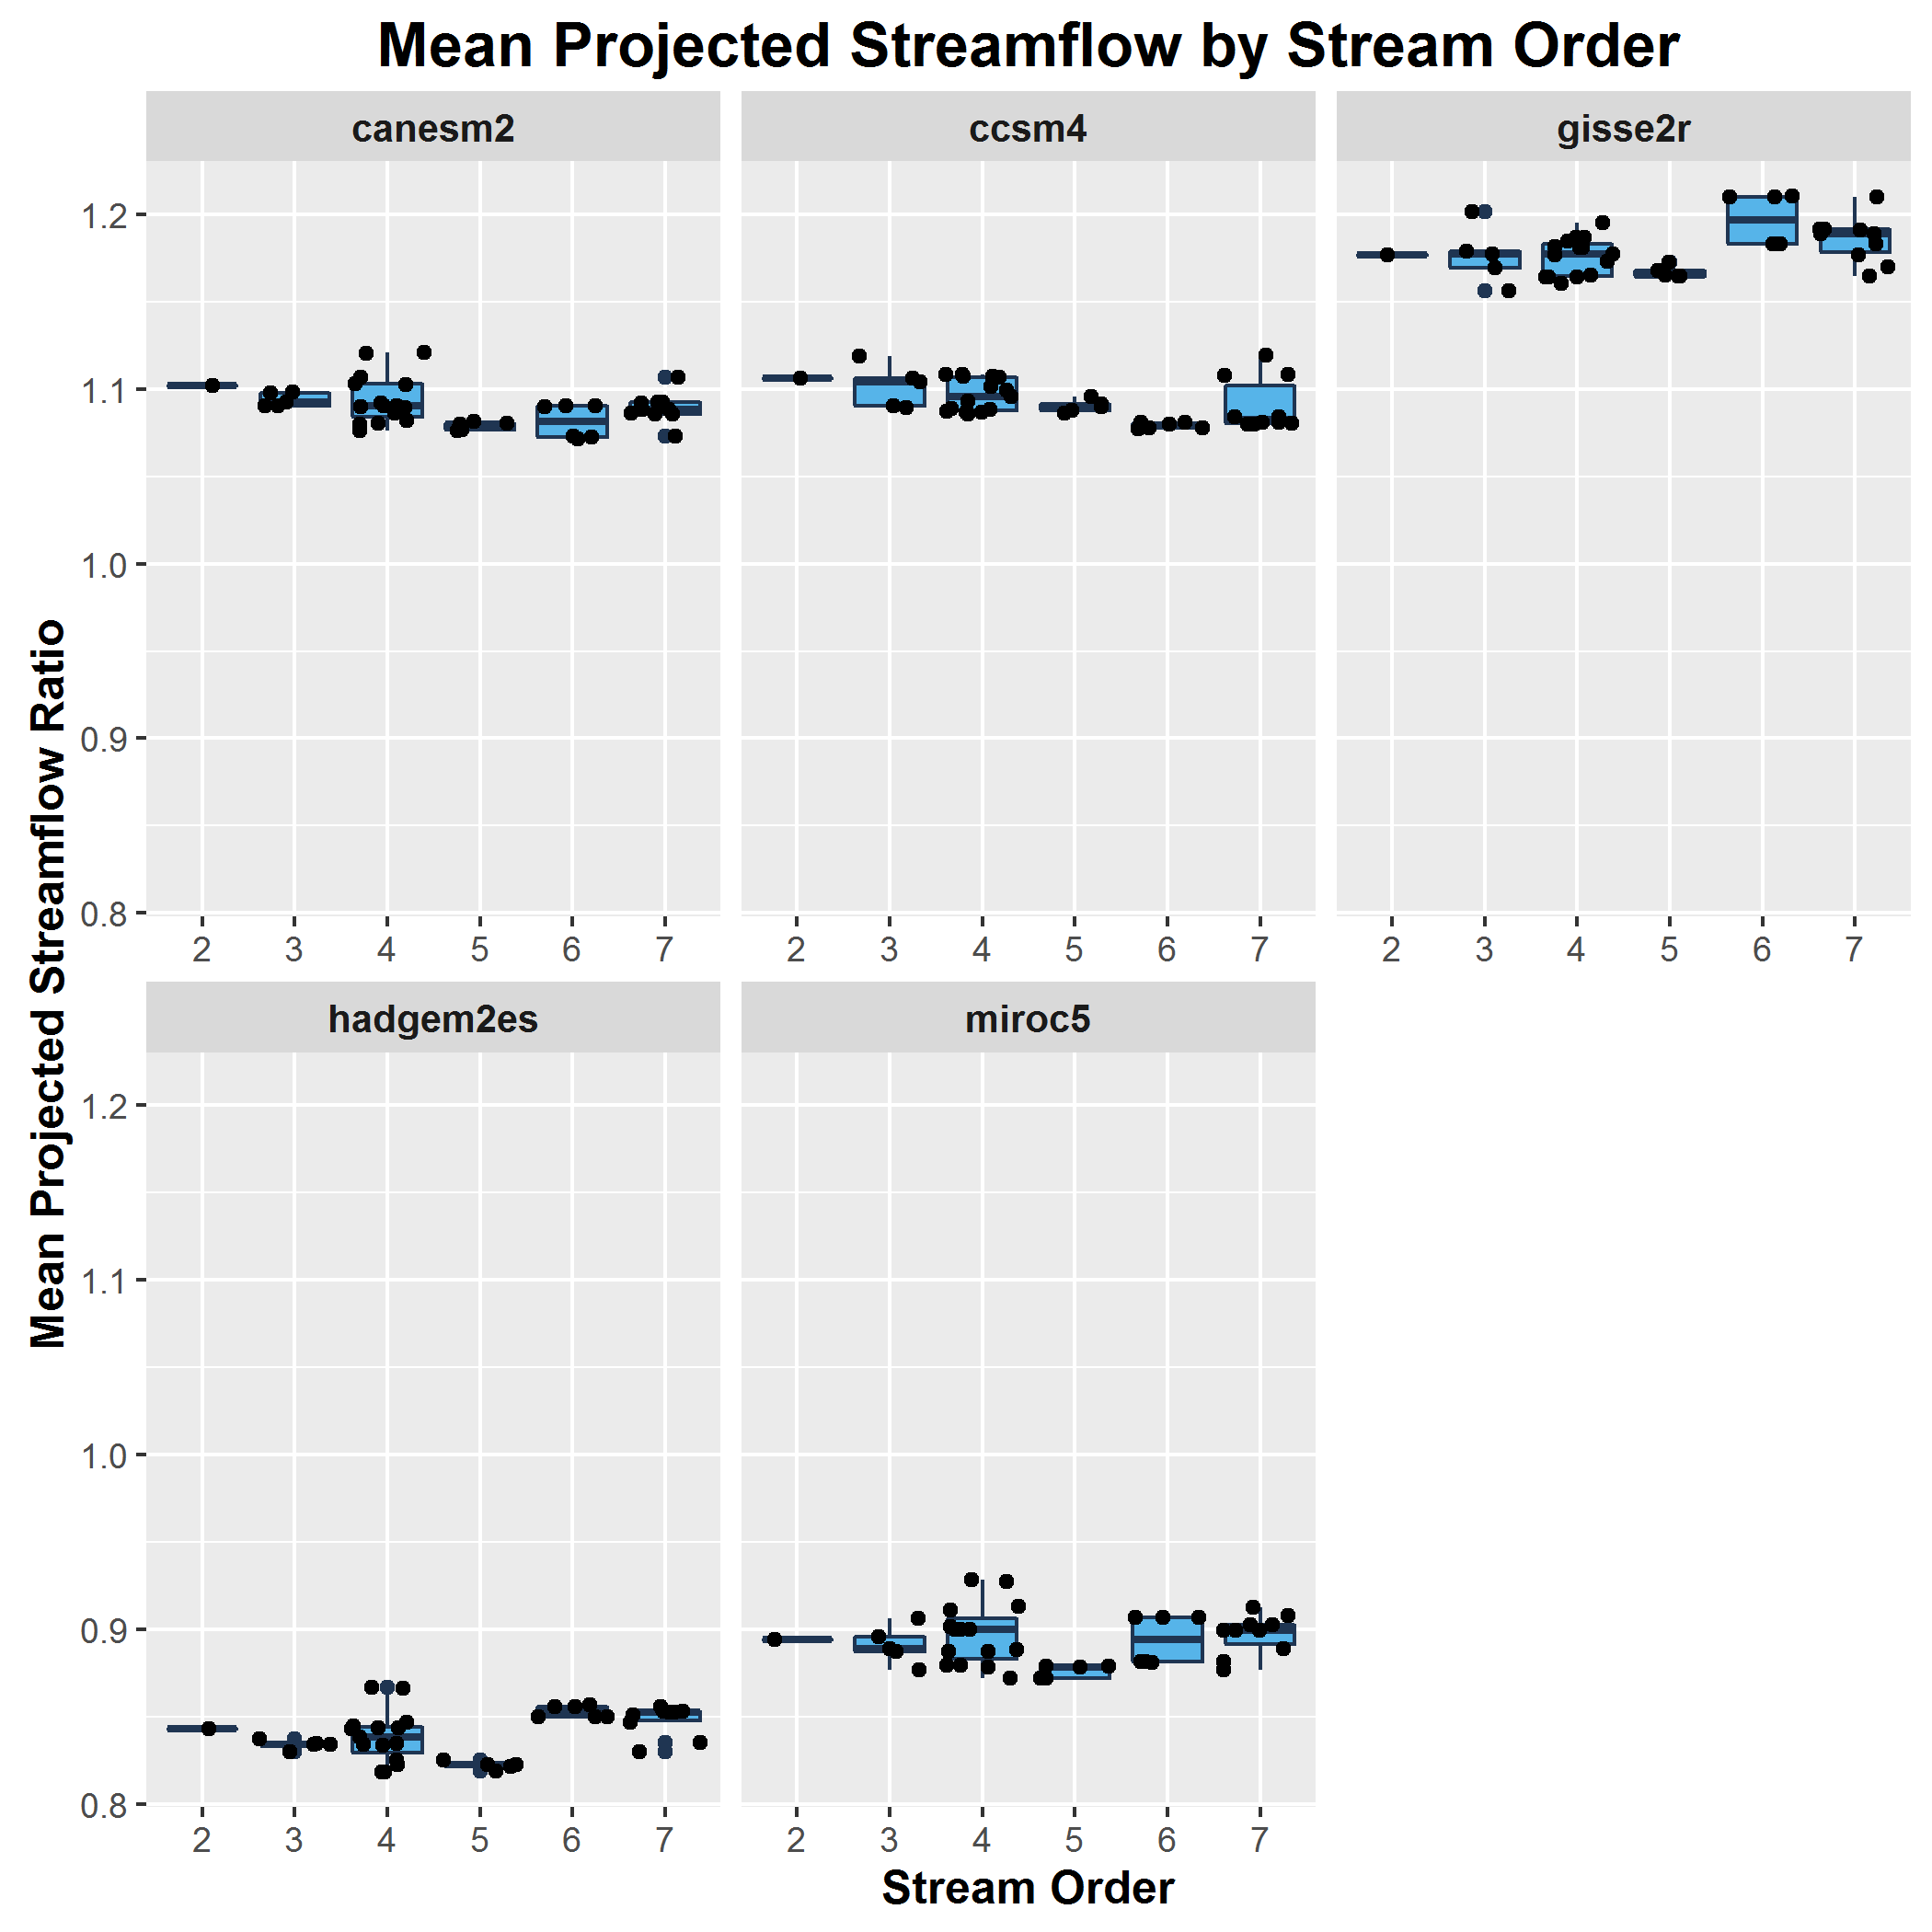 Mean Projected Streamflow by Stream Order
canesm2 ccsm4 gisse2r
1.2
1.1
1.0
0.9
0.8
2 3 4 5 6 7 2 3 4 5 6 7 2 3 4 5 6 7
Mean Projected Streamflow Ratio
hadgem2es miroc5
1.2
1.1
1.0
0.9
0.8
2 3 4 5 6 7 2 3 4 5 6 7
Stream Order